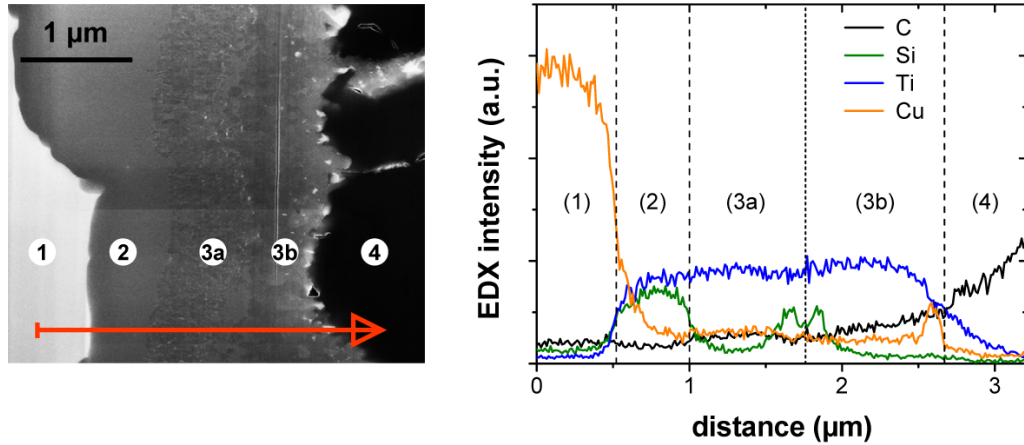 1 µm
1
2
3a
3b
4
EDX intensity (a.u.)
C
Si
Ti
Cu
(1)
(2)
(3a)
(3b)
(4)
0
1
2
3
distance (µm)